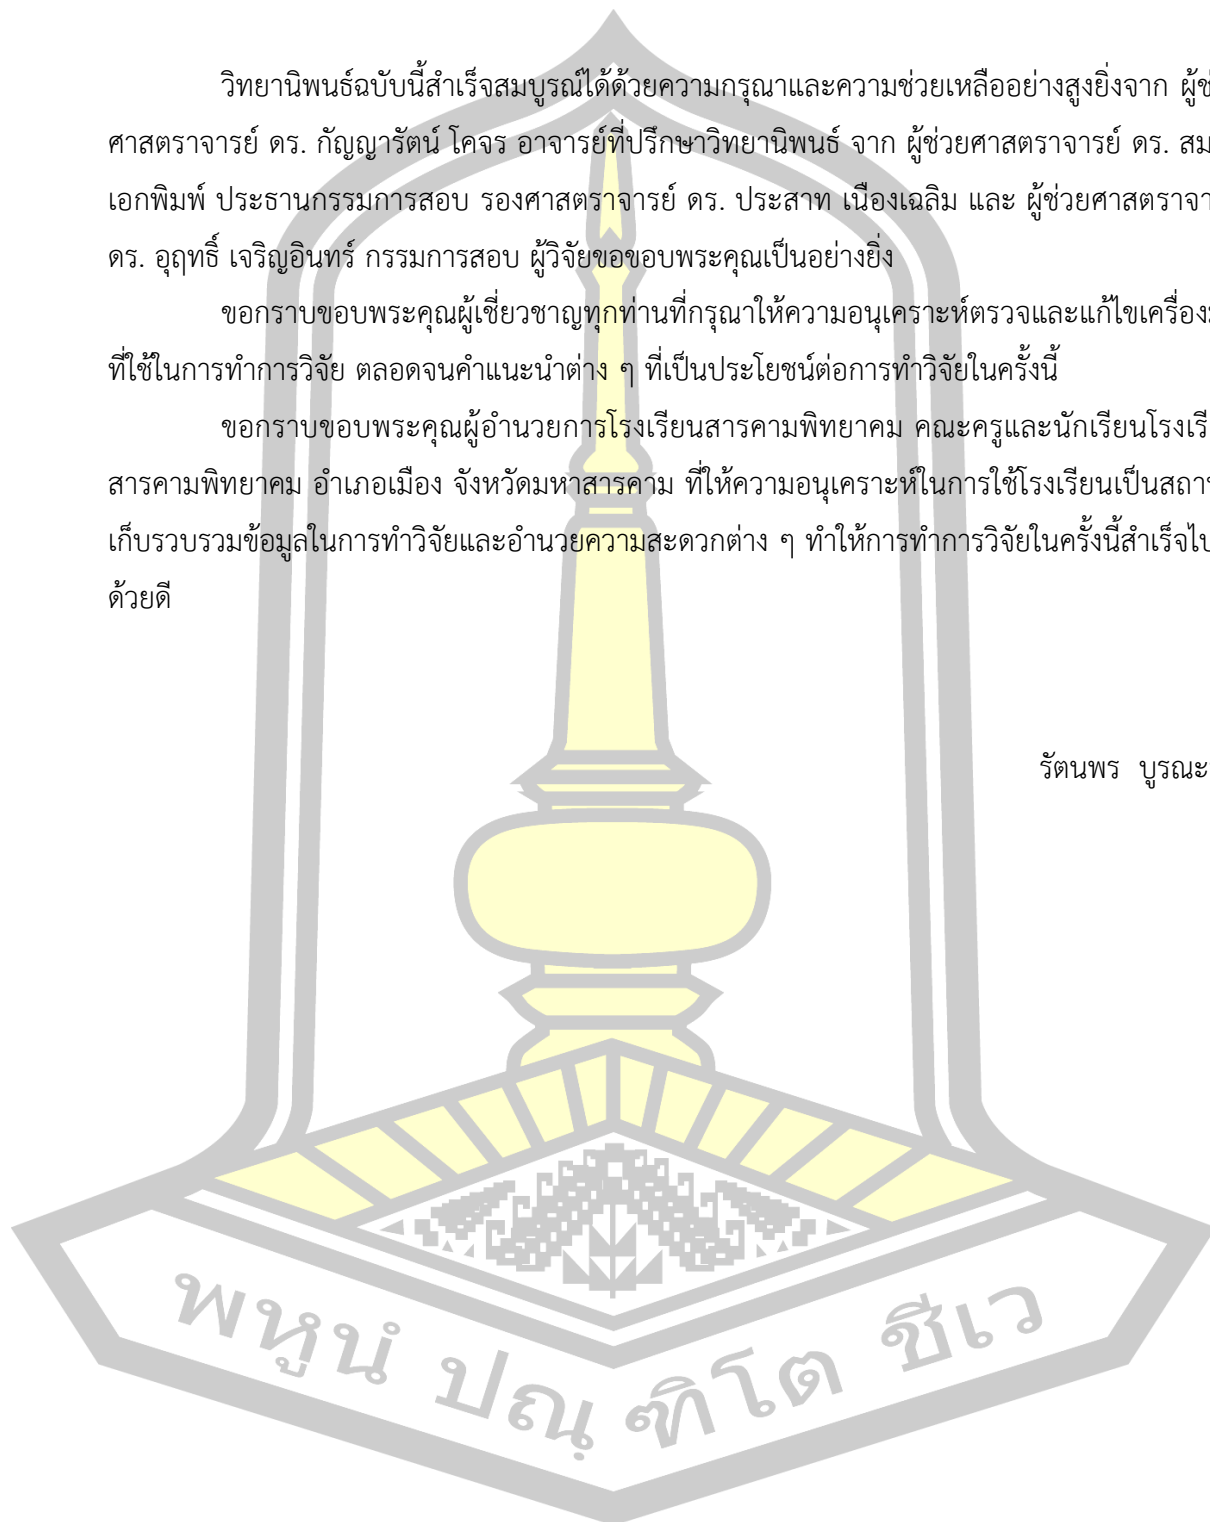 วิทยานิพนธ์ฉบับนี้สำเร็จสมบูรณ์ได้ด้วยความกรุณาและความช่วยเหลืออย่างสูงยิ่งจาก ผู้ช่
ศาสตราจารย์ ดร. กัญญารัตน์ โคจร อาจารย์ที่ปรึกษาวิทยานิพนธ์ จาก ผู้ช่วยศาสตราจารย์ ดร. สม
เอกพิมพ์ ประธานกรรมการสอบ รองศาสตราจารย์ ดร. ประสาท เนืองเฉลิม และ ผู้ช่วยศาสตราจา
ดร. อุฤทธิ์ เจริญอินทร์ กรรมการสอบ ผู้วิจัยขอขอบพระคุณเป็นอย่างยิ่ง
ขอกราบขอบพระคุณผู้เชี่ยวชาญทุกท่านที่กรุณาให้ความอนุเคราะห์ตรวจและแก้ไขเครื่อง
ที่ใช้ในการทำการวิจัย ตลอดจนคำแนะนำต่าง ๆ ที่เป็นประโยชน์ต่อการทำวิจัยในครั้งนี้
ขอกราบขอบพระคุณผู้อำนวยการโรงเรียนสารคามพิทยาคม คณะครูและนักเรียนโรงเรี
สารคามพิทยาคม อำเภอเมือง จังหวัดมหาสารคาม ที่ให้ความอนุเคราะห์ในการใช้โรงเรียนเป็นสถา
เก็บรวบรวมข้อมูลในการทำวิจัยและอำนวยความสะดวกต่าง ๆ ทำให้การทำการวิจัยในครั้งนี้สำเร็จไป
ด้วยดี
รัตนพร บูรณะ
พหูนํ ปณฺฑิโต ชีเว